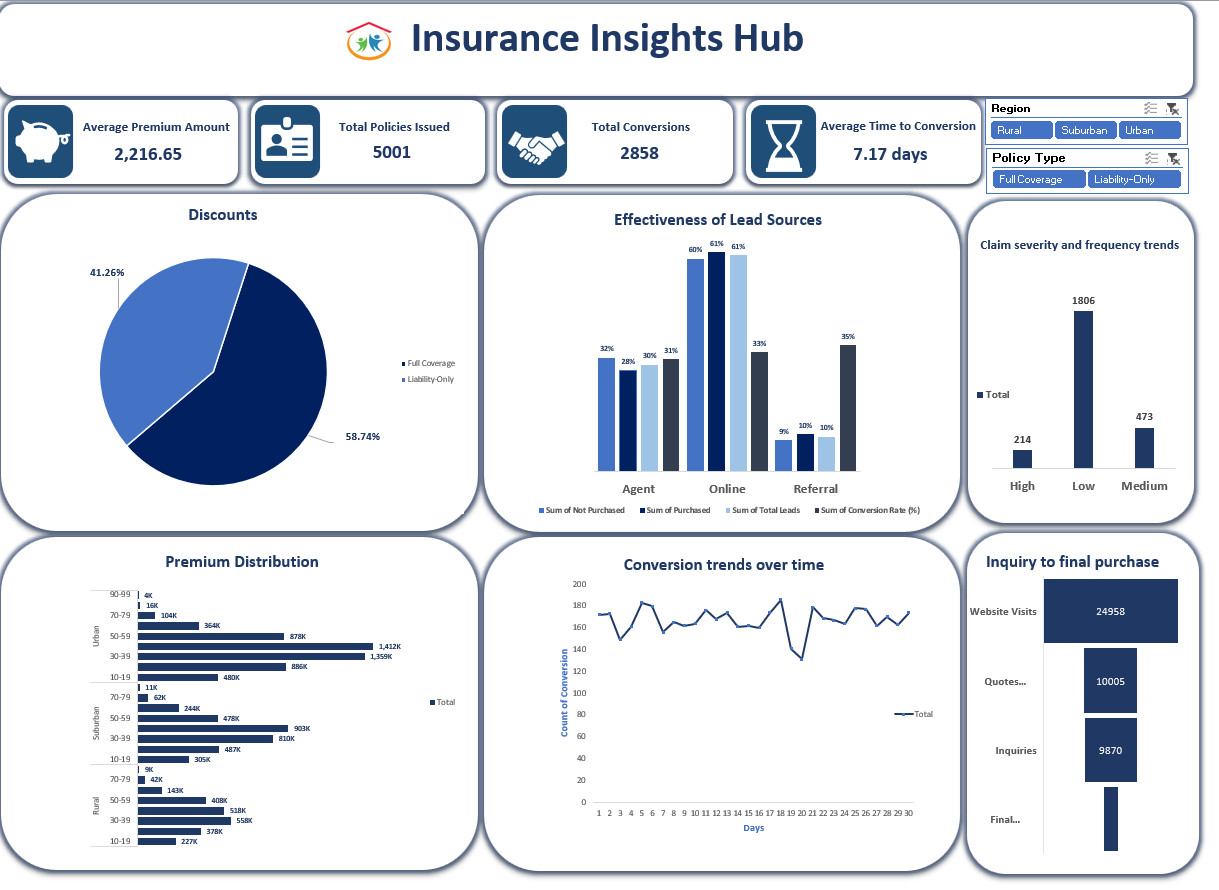 Insurance Insights Hub
Average Premium Amount
2,216.65
Total Policies Issued
5001
Total Conversions
2858
Average Time to Conversion
7.17 days
Region
Rural
Suburban
Urban
Policy Type
Full Coverage
Liability-Only
Discounts
41.26%
58.74%
Full Coverage
Liability-Only
Effectiveness of Lead Sources
32%
28%
30%
31%
60%
61%
61%
33%
9%
10%
10%
35%
Agent
Online
Referral
Sum of Not Purchased
Sum of Purchased
Sum of Total Leads
Sum of Conversion Rate (%)
Claim severity and frequency trends
1806
473
214
Total
High
Low
Medium
Premium Distribution
Urban
90-99
4K
16K
70-79
104K
364K
50-59
878K
1,412K
30-39
1,359K
886K
10-19
480K
Suburban
11K
70-79
62K
244K
50-59
478K
903K
30-39
810K
487K
10-19
305K
Rural
9K
70-79
42K
143K
50-59
408K
518K
30-39
558K
378K
10-19
227K
Total
Conversion trends over time
Count of Conversion
200
180
160
140
120
100
80
60
40
20
0
1 2 3 4 5 6 7 8 9 10 11 12 13 14 15 16 17 18 19 20 21 22 23 24 25 26 27 28 29 30
Days
Total
Inquiry to final purchase
Website Visits
24958
Quotes...
10005
Inquiries
9870
Final...